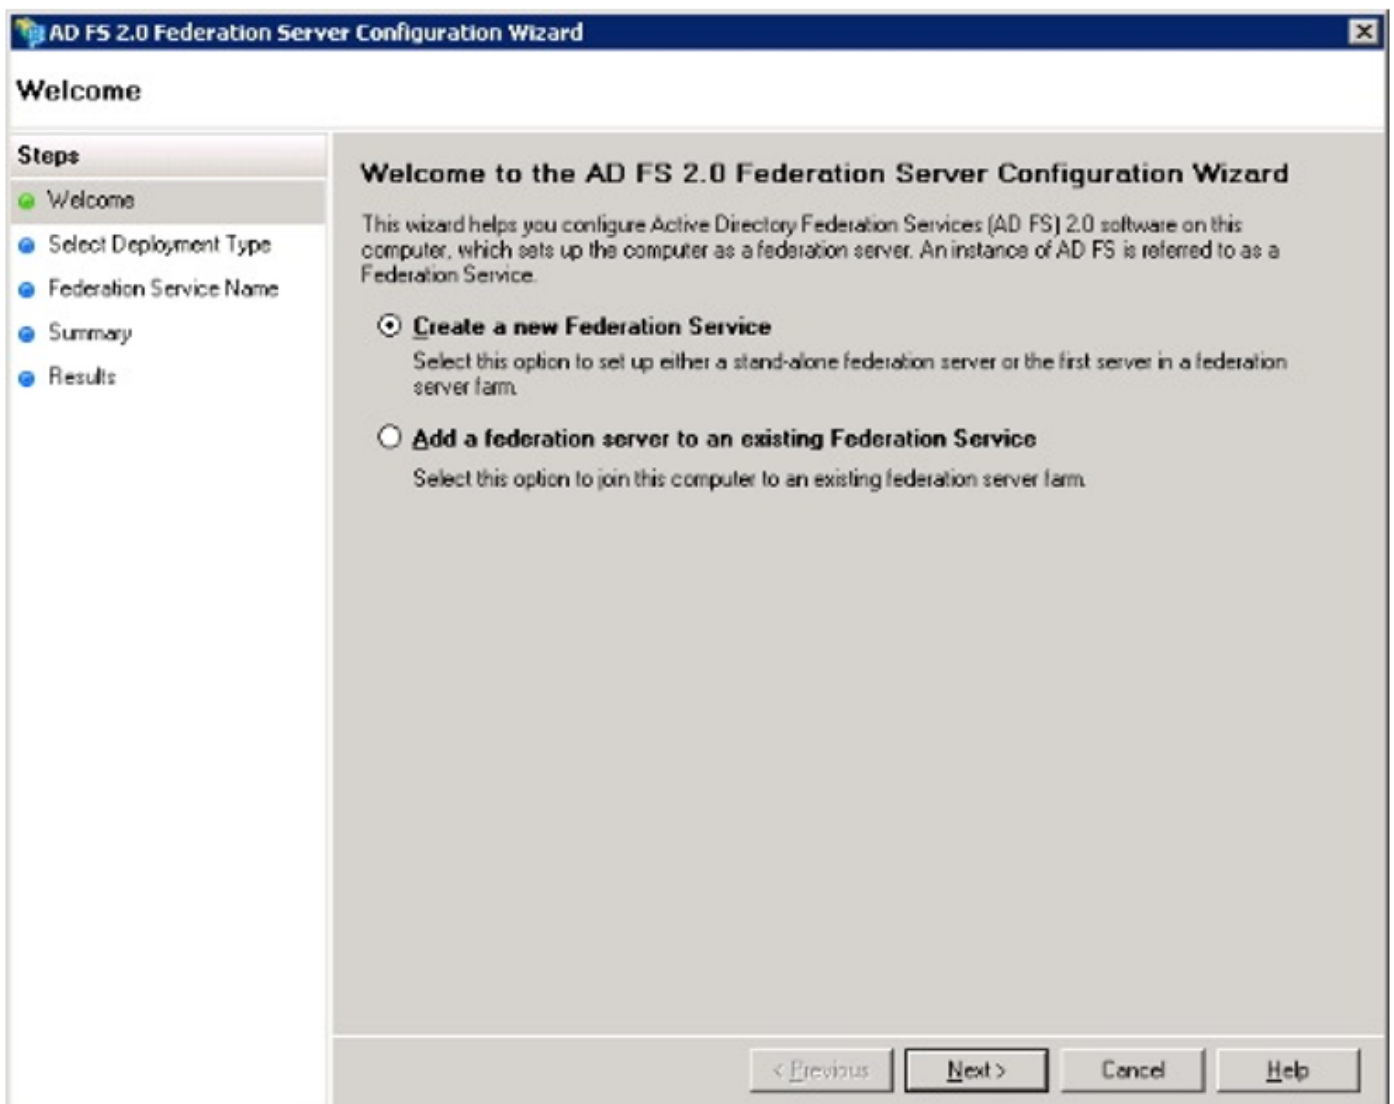 AD FS 2.0 Federation Server Configuration Wizard
Welcome
Steps
Welcome
Select Deployment Type
Federation Service Name
Summary
Results
Welcome to the AD FS 2.0 Federation Server Configuration Wizard
This wizard helps you configure Active Directory Federation Services (AD FS) 2.0 software on this
computer, which sets up the computer as a federation server. An instance of AD FS is referred to as a
Federation Service.
Create a new Federation Service
Select this option to set up either a stand-alone federation server or the first server in a federation
server farm.
Add a federation server to an existing Federation Service
Select this option to join this computer to an existing federation server farm.
< Previous
Next >
Cancel
Help